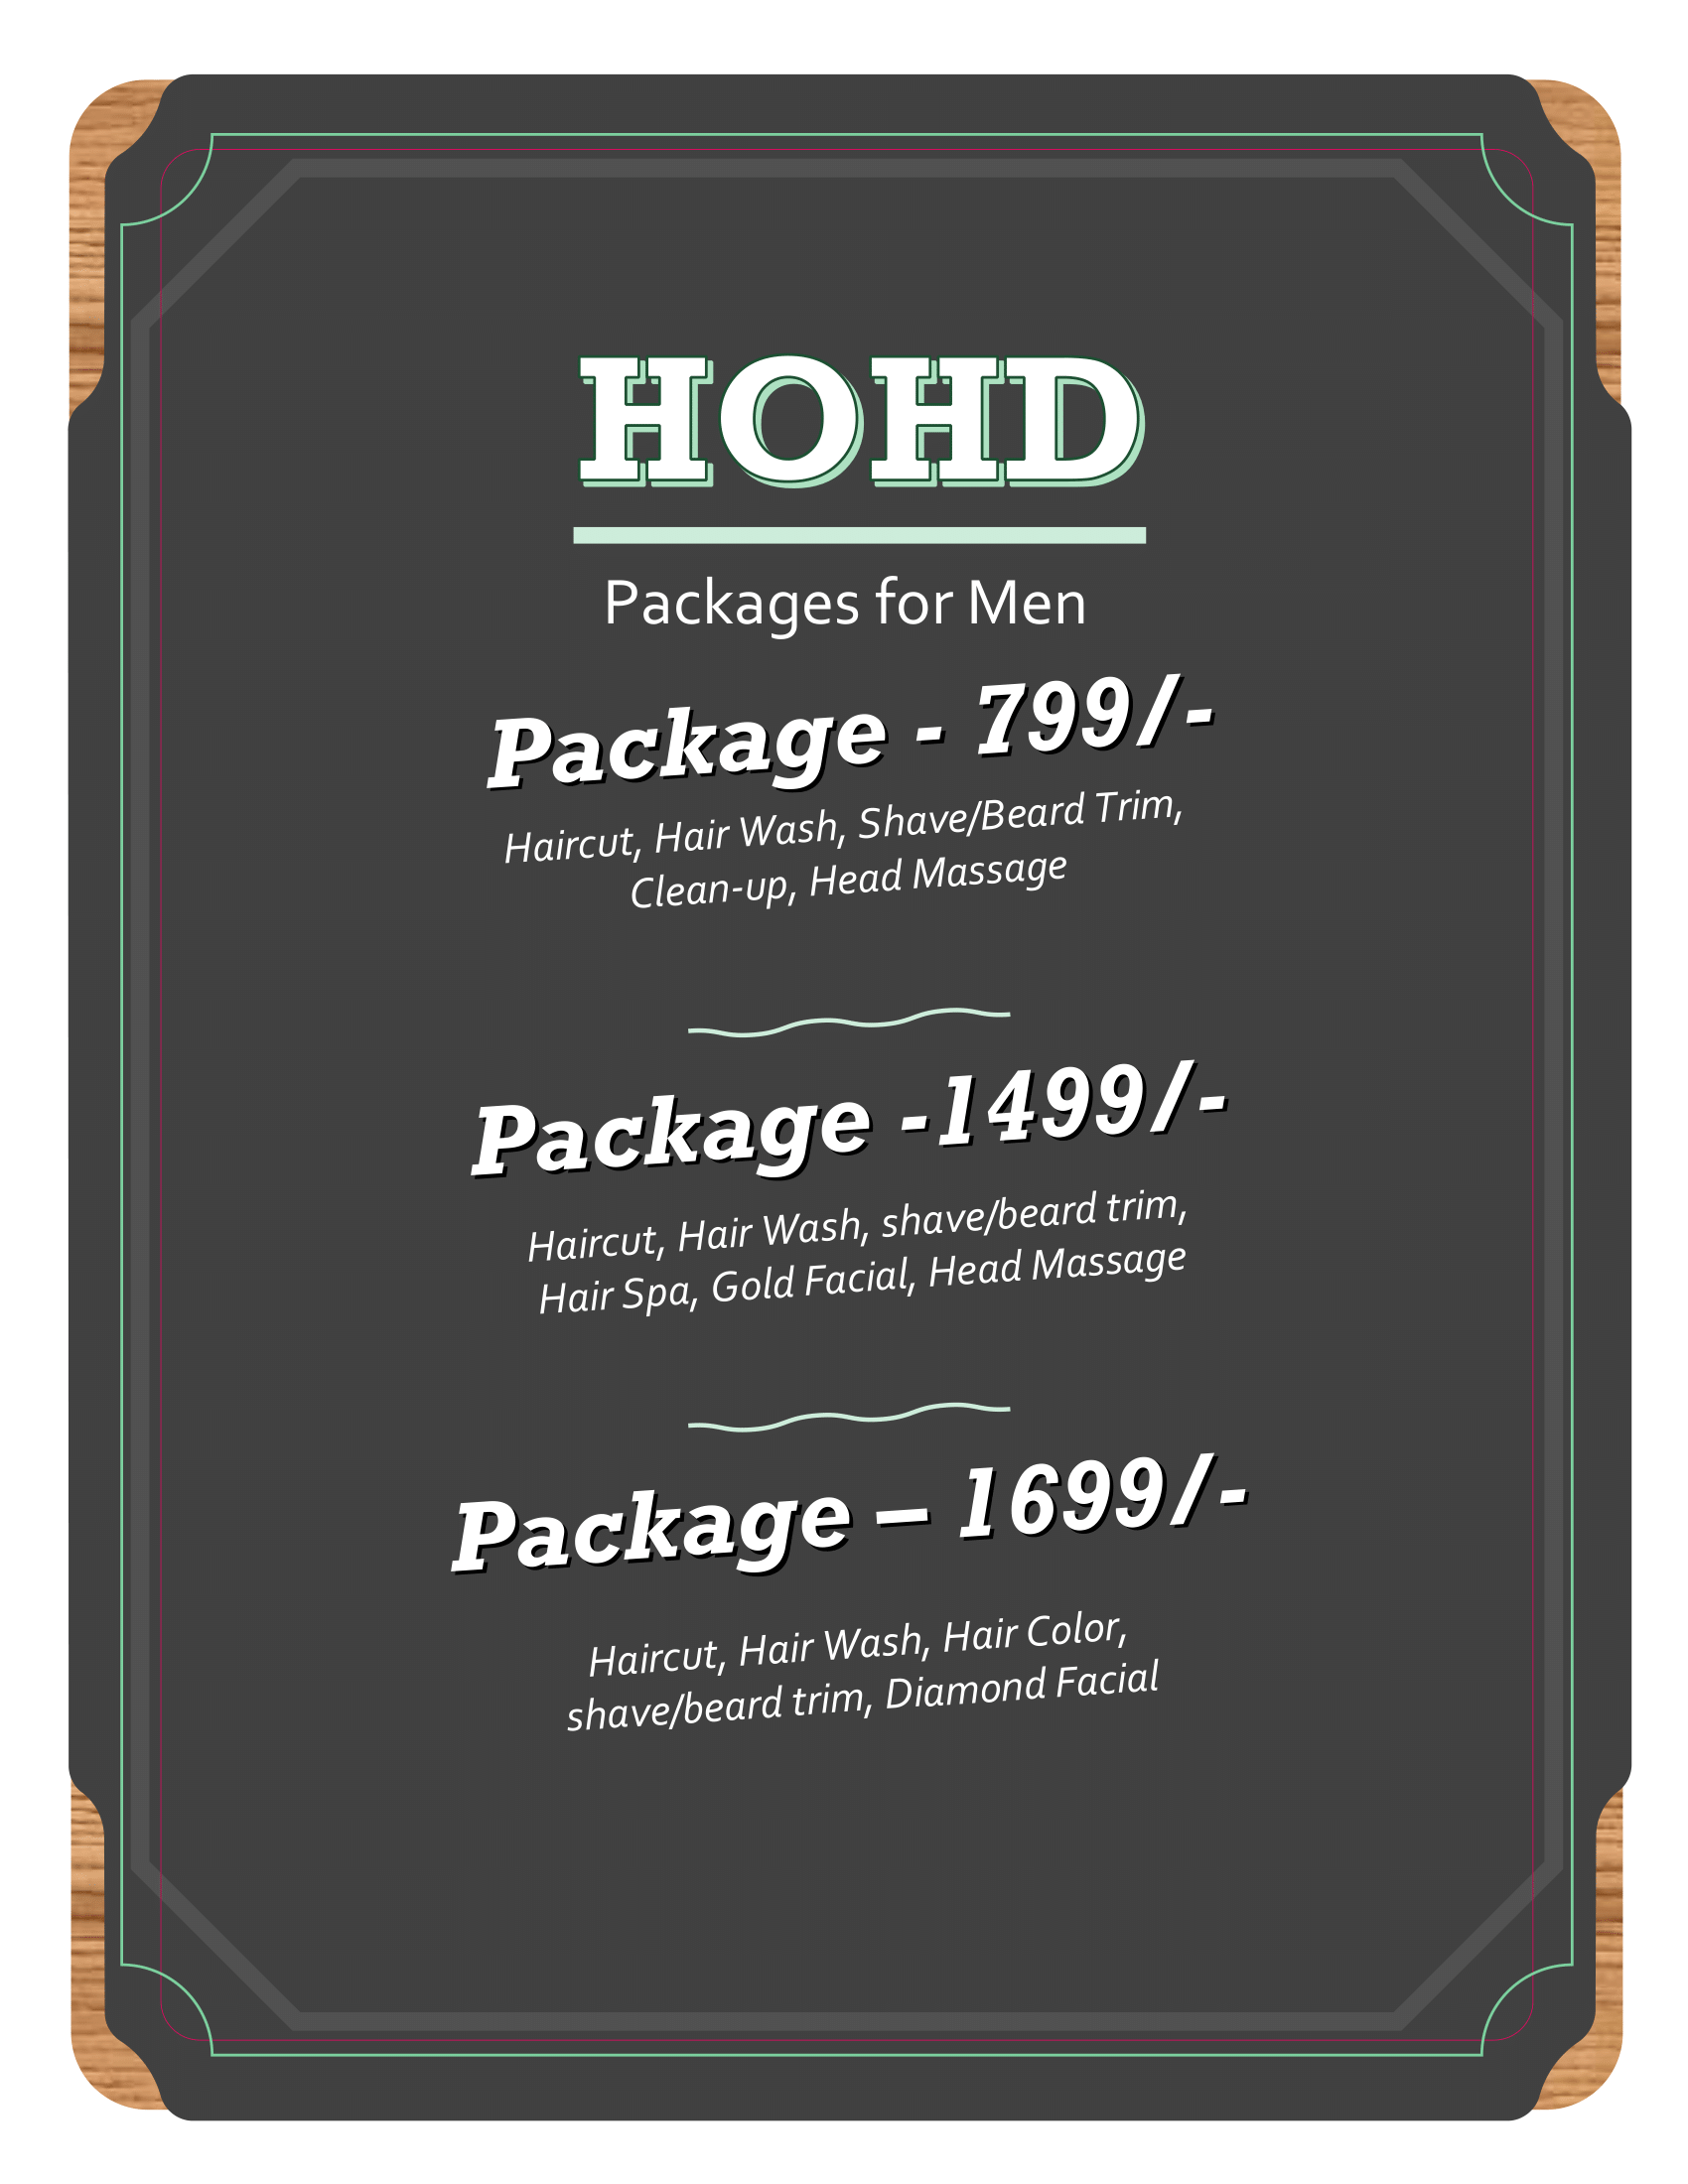 HOHD
Packages for Men
Package - 799/-
Haircut, Hair Wash, Shave/Beard Trim,
Clean-up, Head Massage
Package -1499/-
Haircut, Hair Wash, shave/beard trim,
Hair Spa, Gold Facial, Head Massage
Package – 1699/-
Haircut, Hair Wash, Hair Color,
shave/beard trim, Diamond Facial